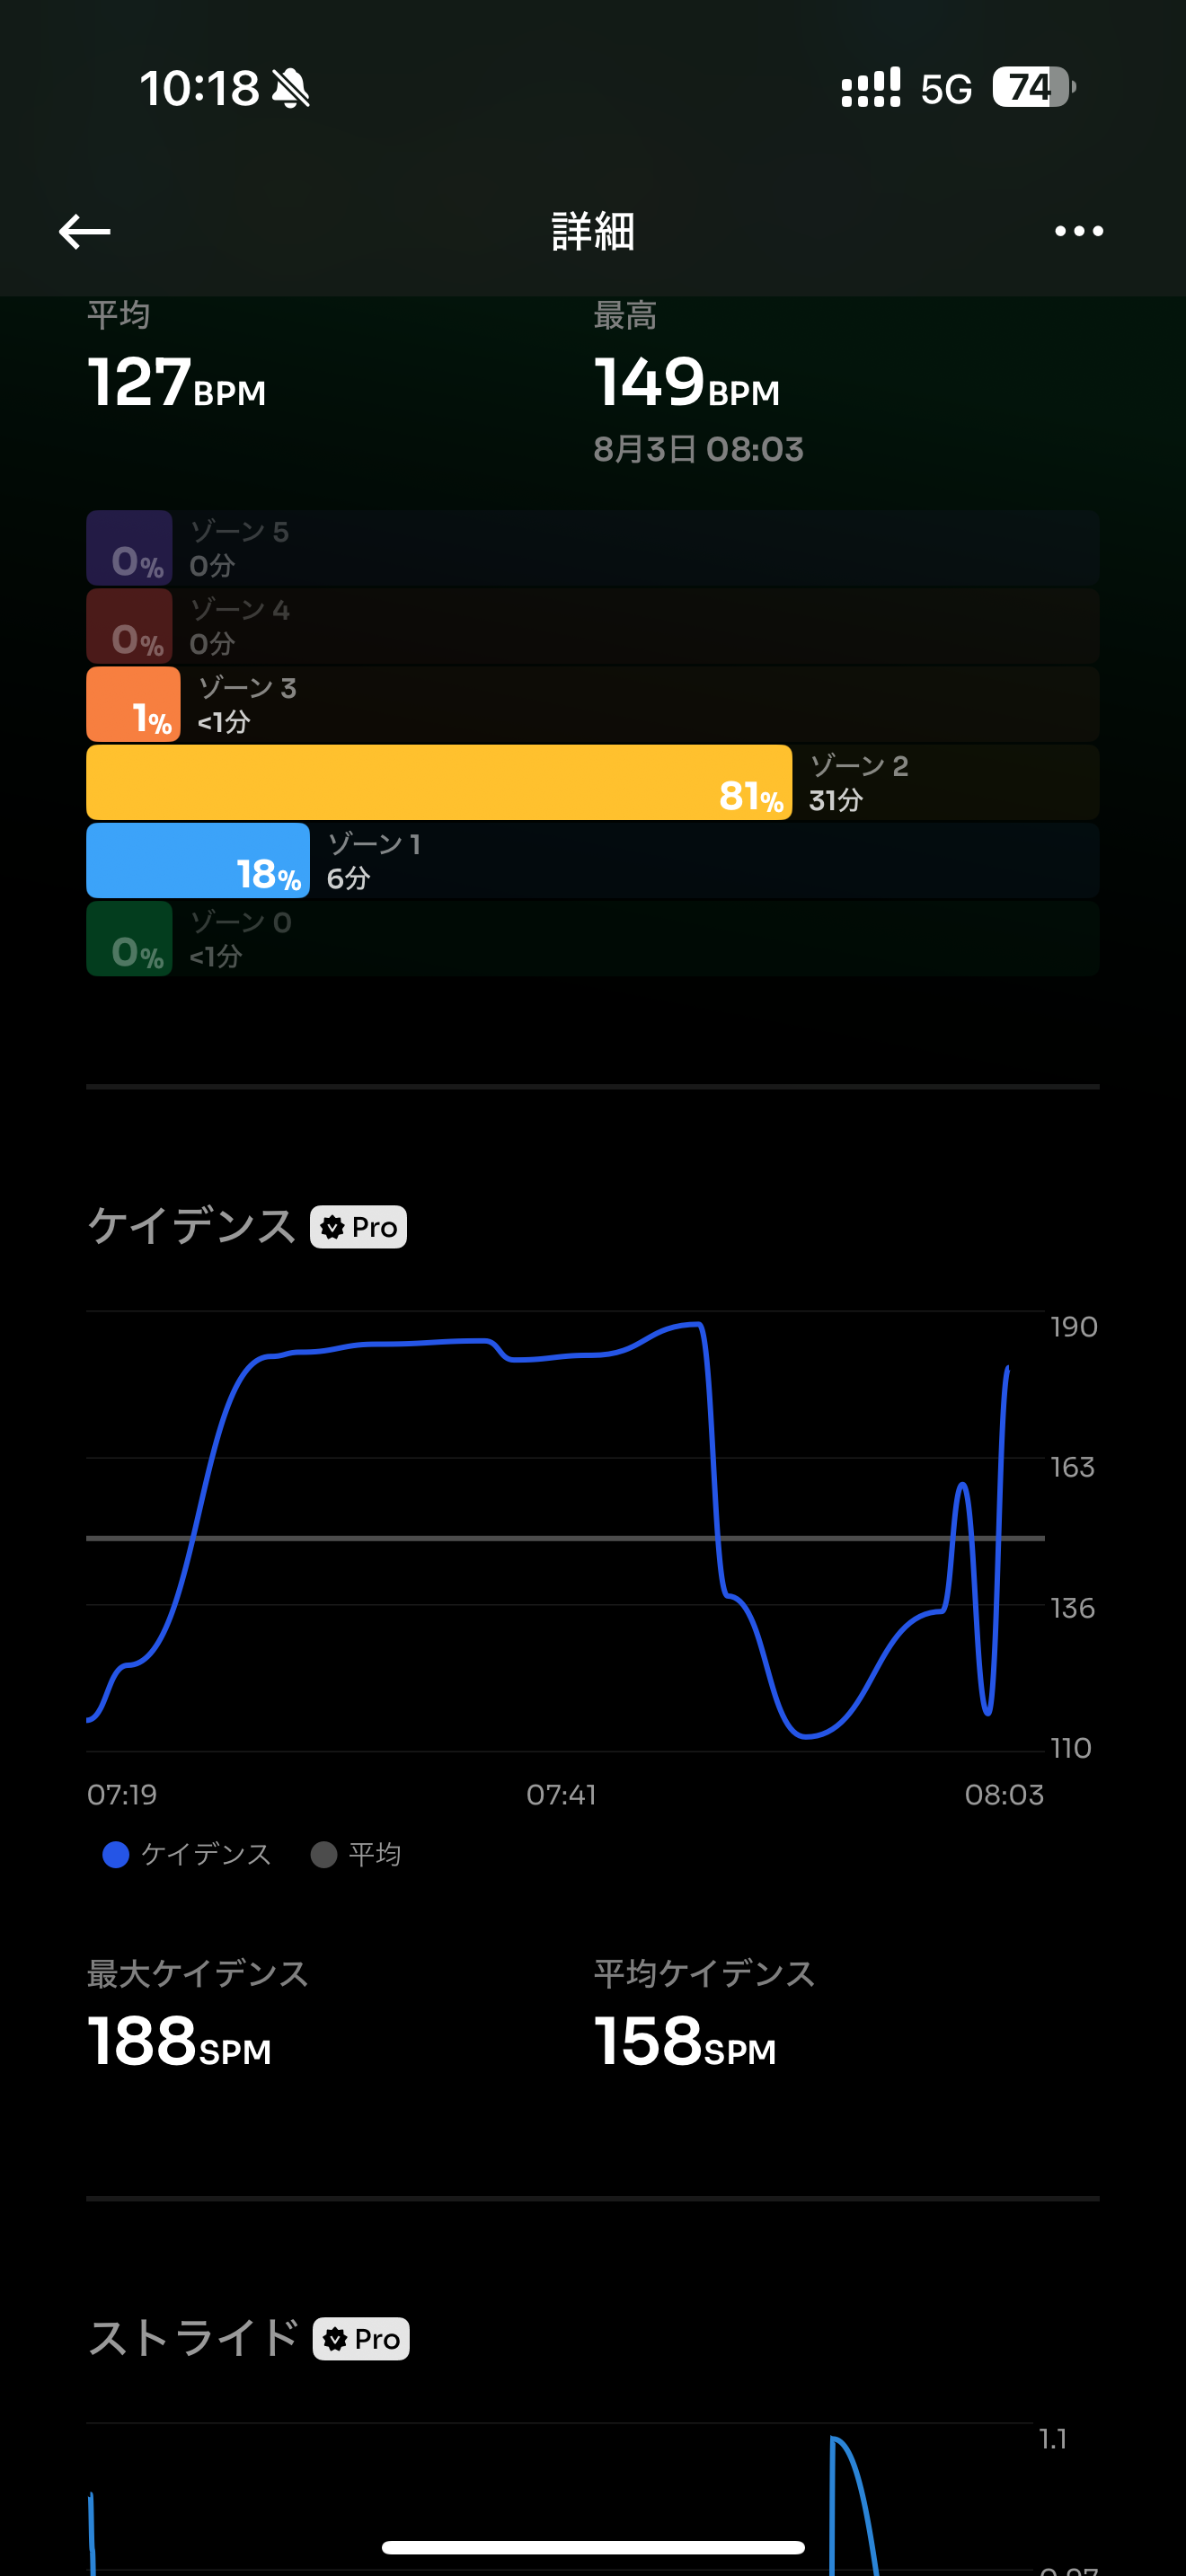 10:18 5G 74
詳細
平均 最高
127BPM 149BPM
8月3日 08:03
0% ゾーン 5
0分
0% ゾーン 4
0分
1% ゾーン 3
<1分
81% ゾーン 2
31分
18% ゾーン 1
6分
0% ゾーン 0
<1分
ケイデンス Pro
190
163
136
110
07:19 07:41 08:03
ケイデンス 平均
最大ケイデンス 平均ケイデンス
188SPM 158SPM
ストライド Pro
1.1